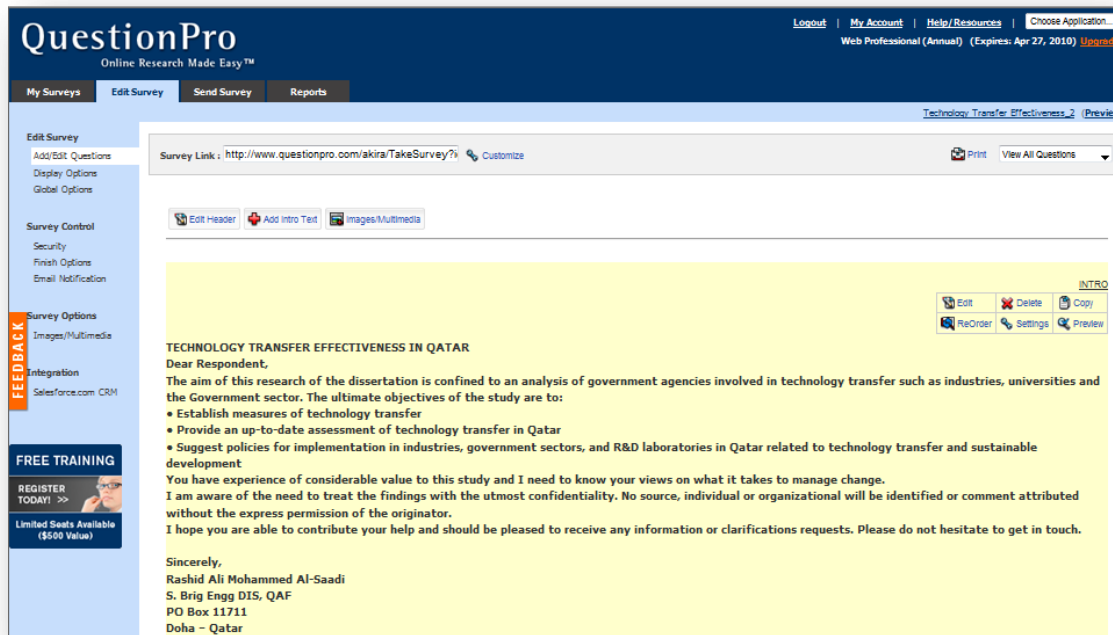 QuestionPro
Online Research Made Easy™
Logout | My Account | Help/Resources | Choose Application...
Web Professional (Annual) (Expires: Apr 27, 2010)
My Surveys Edit Survey Send Survey Reports
Technology Transfer Effectiveness_2
Edit Survey
Add/Edit Questions
Display Options
Global Options
Survey Control
Security
Finish Options
Email Notification
Survey Options
Images/Multimedia
Integration
Salesforce.com CRM
FEEDBACK
FREE TRAINING
REGISTER
TODAY! >>
Limited Seats Available
($500 Value)
Survey Link : http://www.questionpro.com/akira/TakeSurvey?i Customize
Print View All Questions
Edit Header Add Intro Text Images/Multimedia
INTRO
Edit Delete Copy
ReOrder Settings Preview
TECHNOLOGY TRANSFER EFFECTIVENESS IN QATAR
Dear Respondent,
The aim of this research of the dissertation is confined to an analysis of government agencies involved in technology transfer such as industries, universities and
the Government sector. The ultimate objectives of the study are to:
• Establish measures of technology transfer
• Provide an up-to-date assessment of technology transfer in Qatar
• Suggest policies for implementation in industries, government sectors, and R&D laboratories in Qatar related to technology transfer and sustainable
development
You have experience of considerable value to this study and I need to know your views on what it takes to manage change.
I am aware of the need to treat the findings with the utmost confidentiality. No source, individual or organizational will be identified or comment attributed
without the express permission of the originator.
I hope you are able to contribute your help and should be pleased to receive any information or clarifications requests. Please do not hesitate to get in touch.
Sincerely,
Rashid Ali Mohammed Al-Saadi
S. Brig Engg DIS, QAF
PO Box 11711
Doha – Qatar